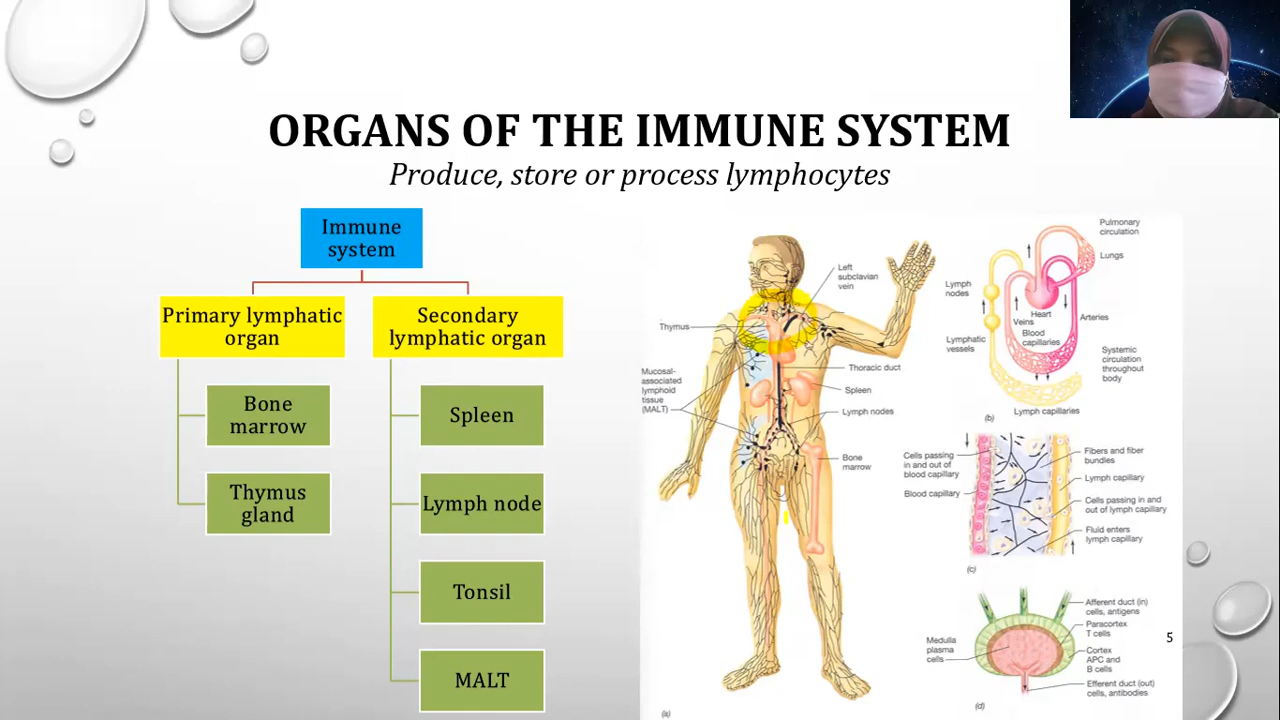 ORGANS OF THE IMMUNE SYSTEM
Produce, store or process lymphocytes
Immune
system
Primary lymphatic
organ
Bone
marrow
Thymus
gland
Secondary
lymphatic organ
Spleen
Lymph node
Tonsil
MALT
Left
subclavian
vein
Thymus
Mucosal-
associated
lymphoid
tissue
(MALT)
Thoracic duct
Spleen
Lymph nodes
Bone
marrow
(a)
Pulmonary
circulation
Lungs
Lymph
nodes
Heart
Veins
Arteries
Blood
capillaries
Lymphatic
vessels
Systemic
circulation
throughout
body
Lymph capillaries
(b)
Cells passing
in and out of
blood capillary
Blood capillary
Fibers and fiber
bundles
Lymph capillary
Cells passing in and
out of lymph capillary
Fluid enters
lymph capillary
(c)
Afferent duct (in)
cells, antigens
Paracortex
T cells
Medulla
plasma
cells
Cortex
APC and
B cells
Efferent duct (out)
cells, antibodies
(d)
5